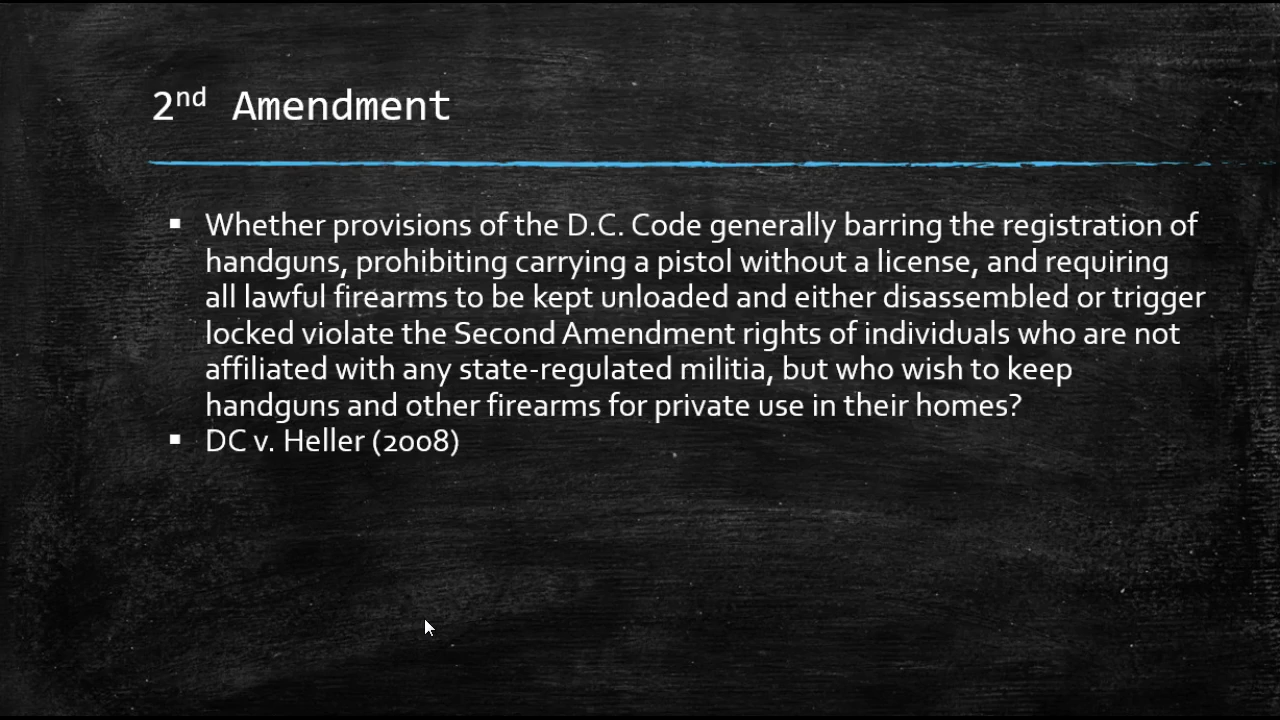 2nd Amendment
▪ Whether provisions of the D.C. Code generally barring the registration of
handguns, prohibiting carrying a pistol without a license, and requiring
all lawful firearms to be kept unloaded and either disassembled or trigger
locked violate the Second Amendment rights of individuals who are not
affiliated with any state-regulated militia, but who wish to keep
handguns and other firearms for private use in their homes?
▪ DC v. Heller (2008)